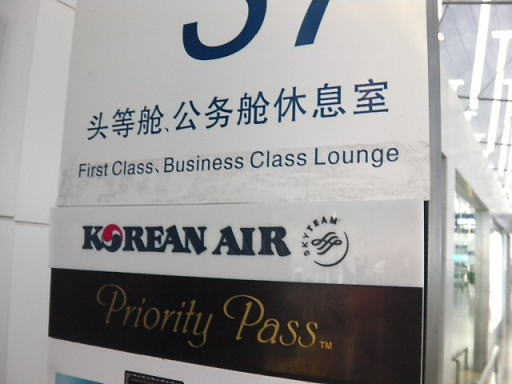 37
头等舱、公务舱休息室
First Class、Business Class Lounge
KOREAN AIR
SKYTEAM
Priority Pass™